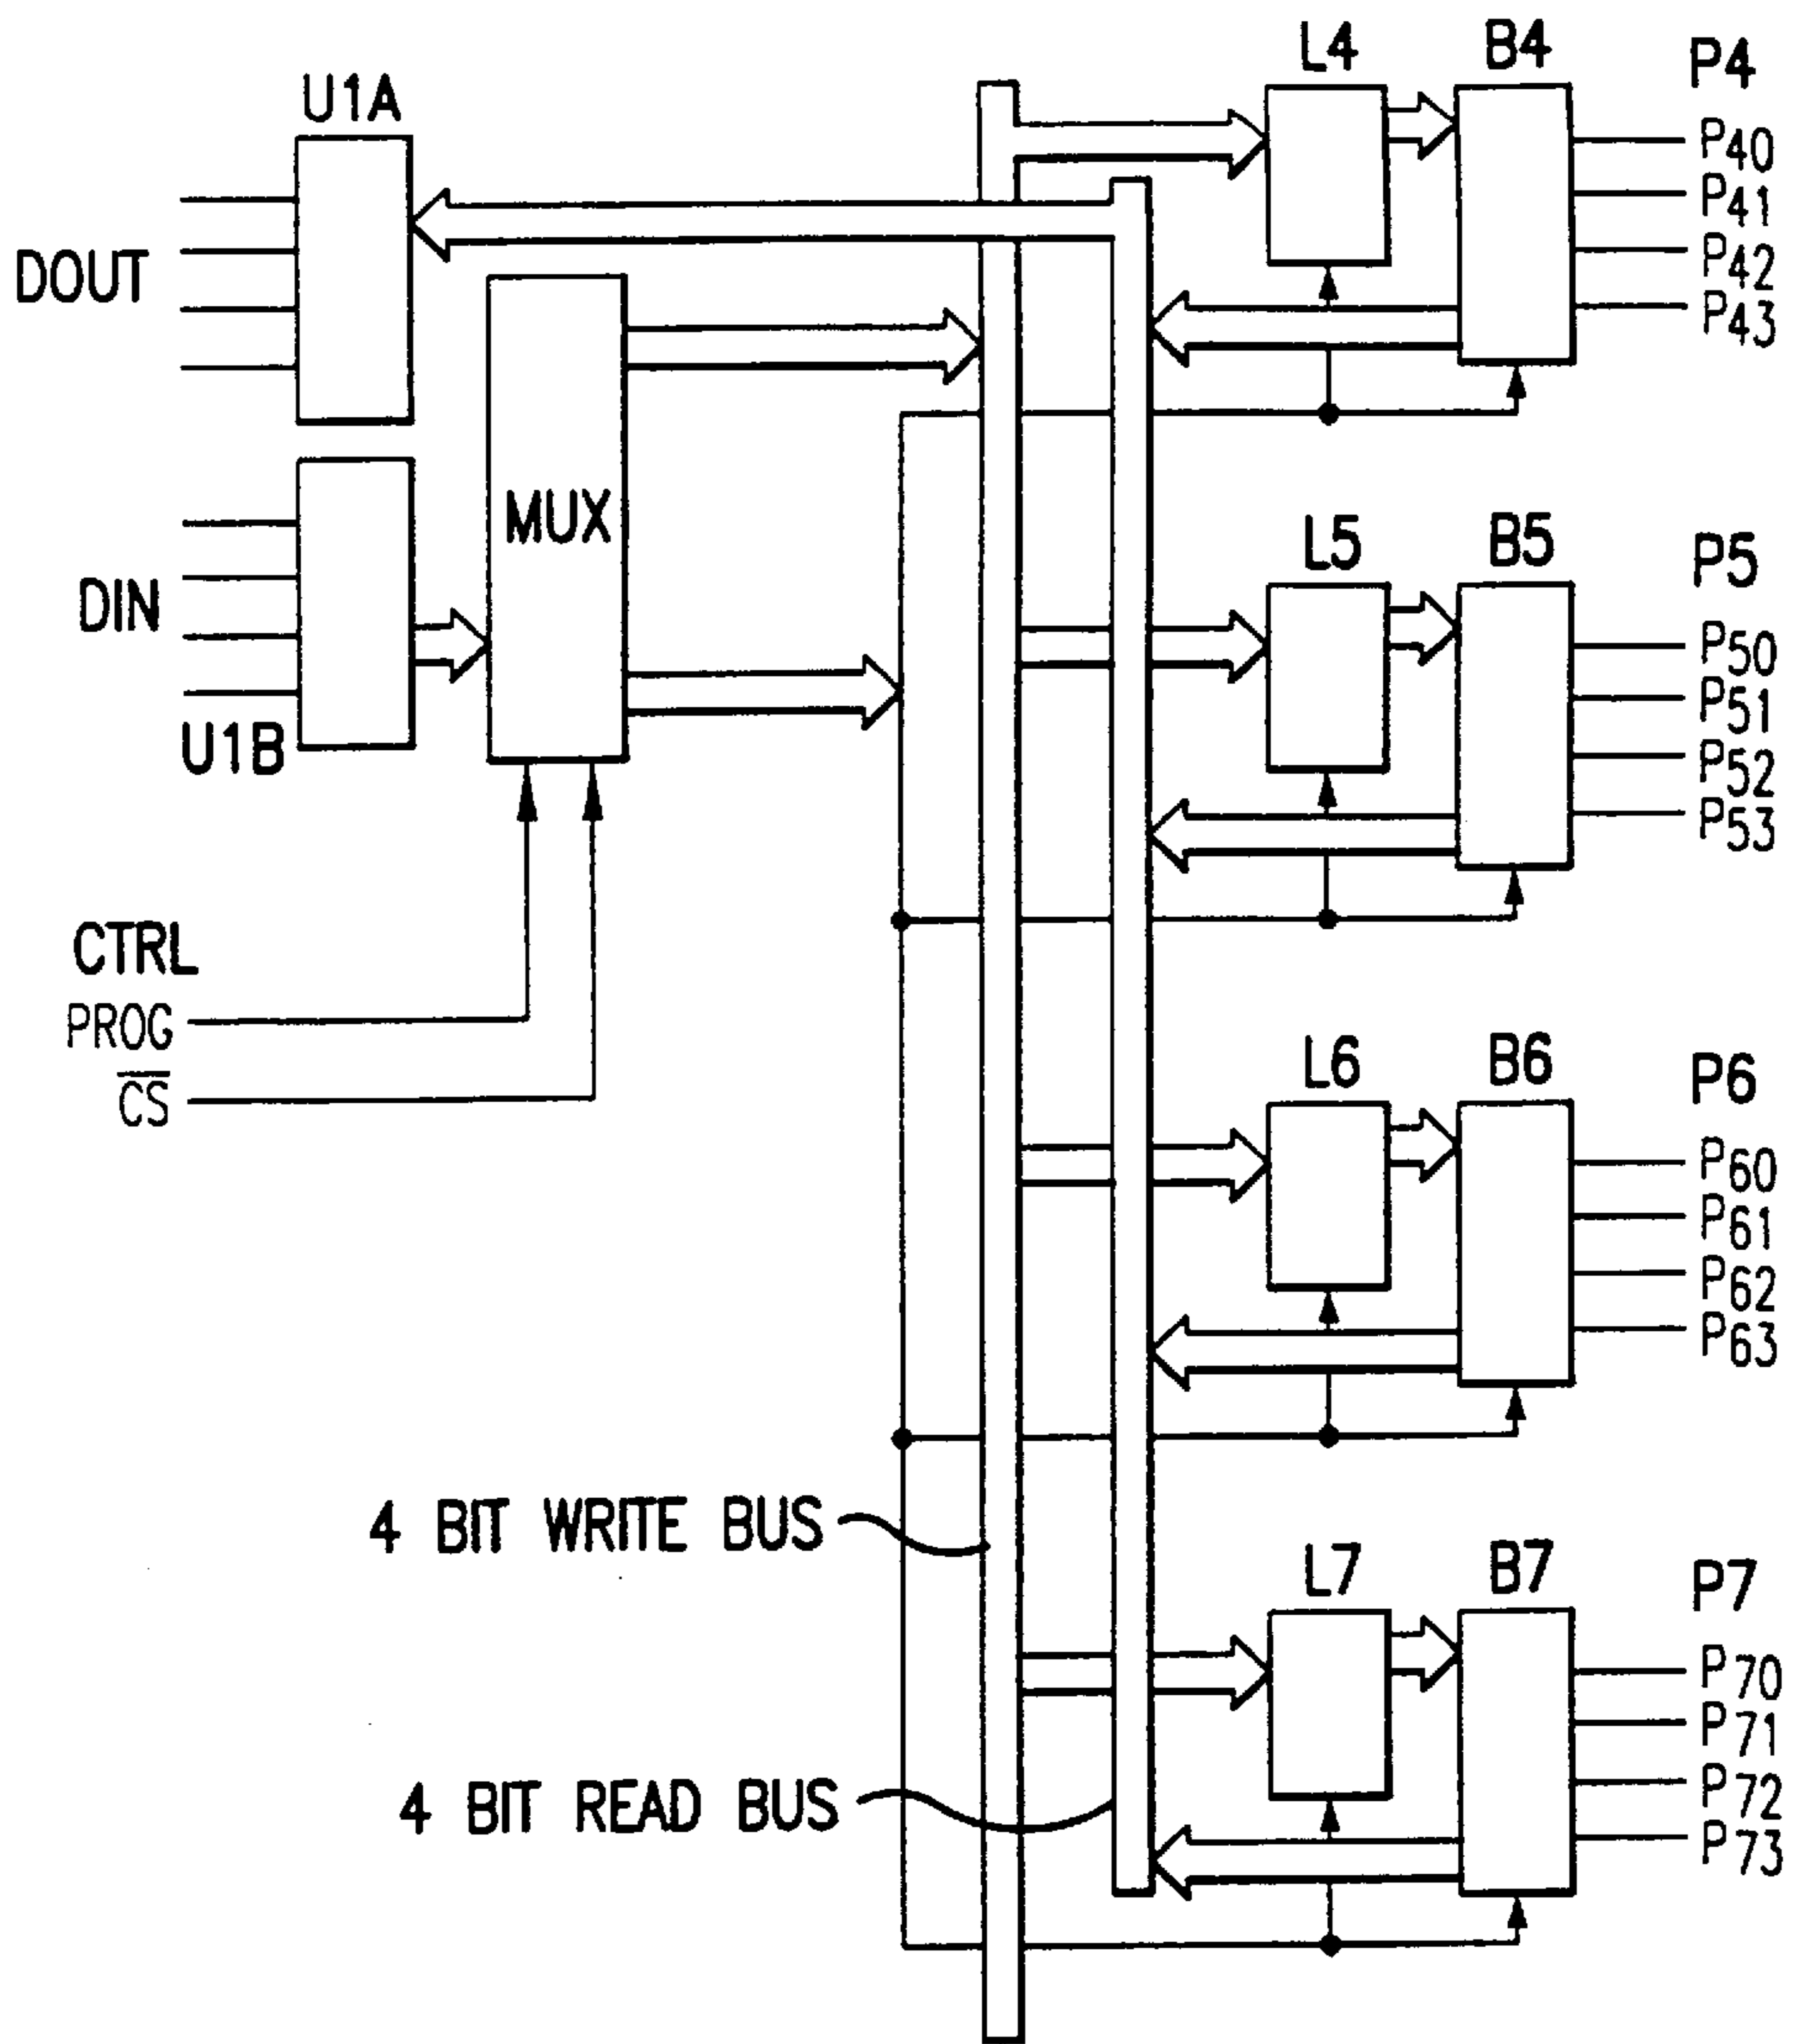 U1A
DOUT
DIN
U1B
MUX
CTRL
PROG
C̅S̅
4 BIT WRITE BUS
4 BIT READ BUS
L4 B4 P4
P40
P41
P42
P43
L5 B5 P5
P50
P51
P52
P53
L6 B6 P6
P60
P61
P62
P63
L7 B7 P7
P70
P71
P72
P73